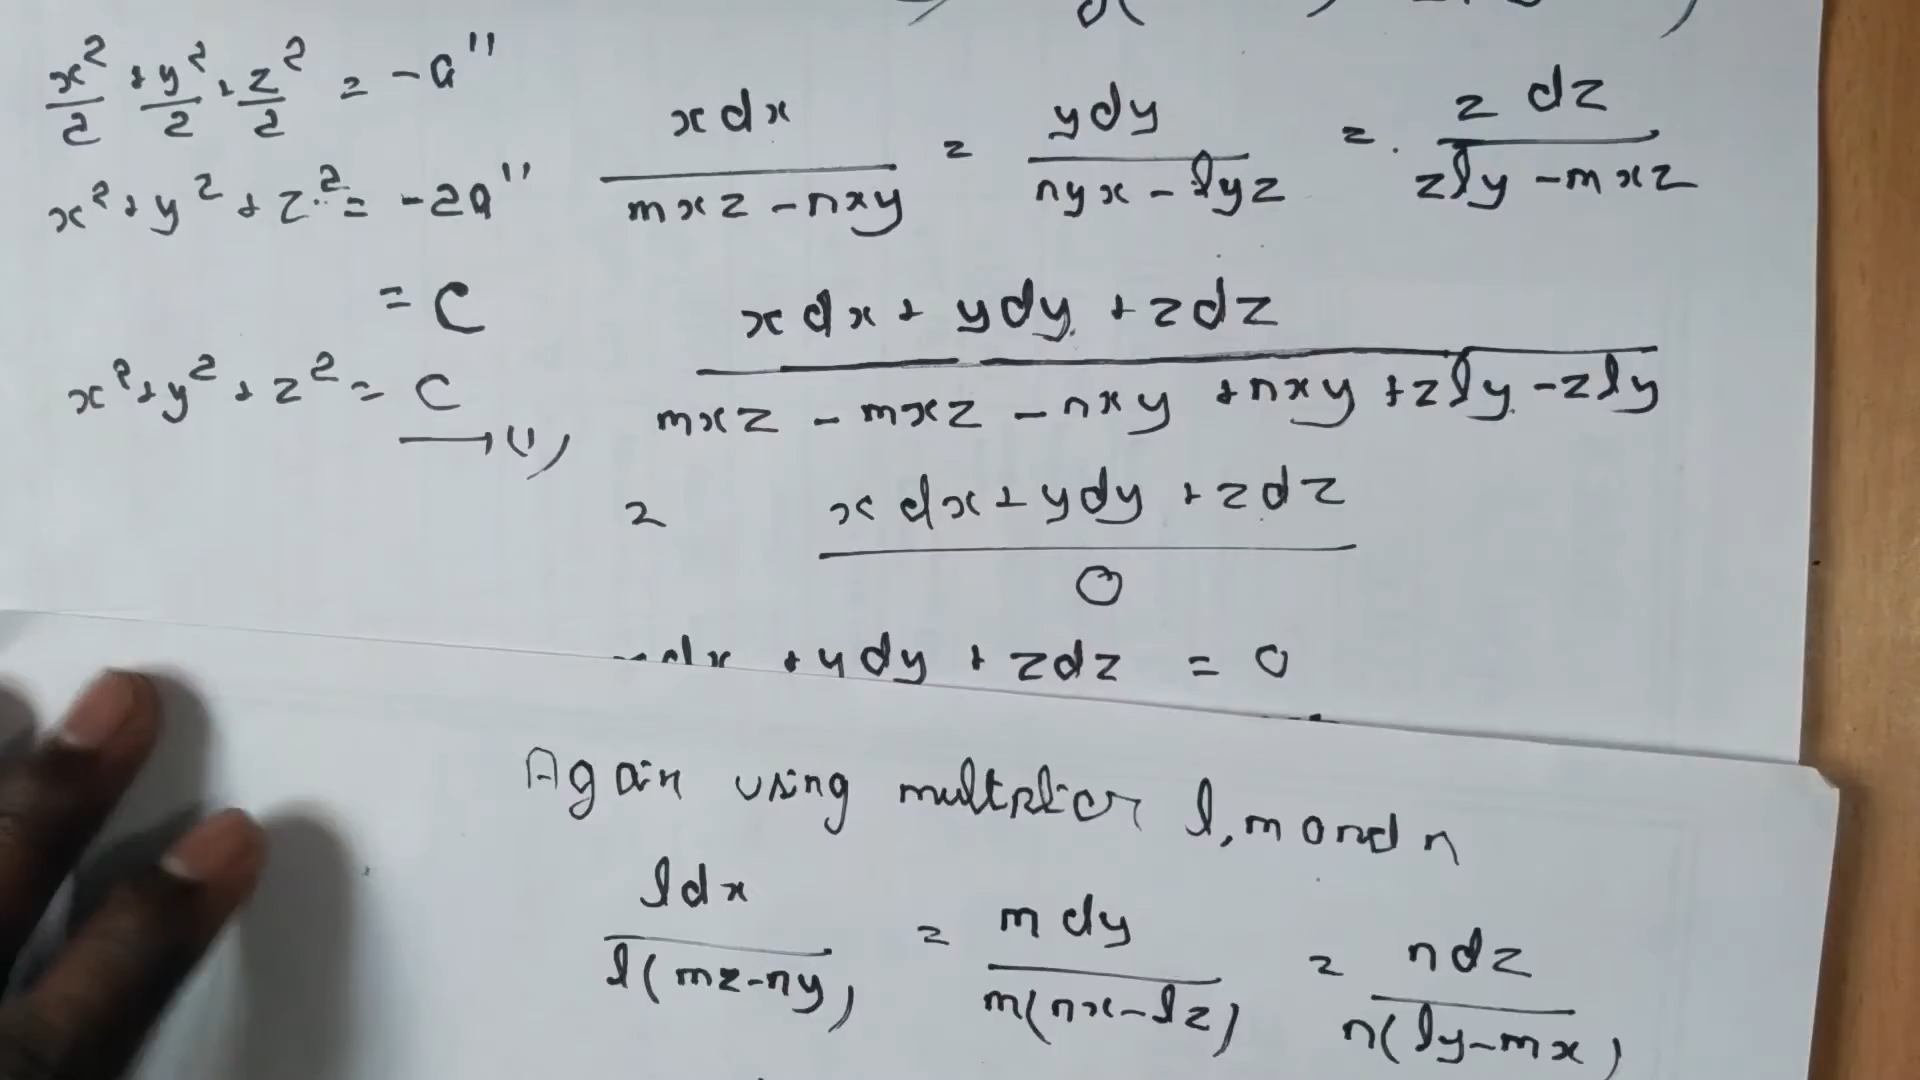 x²/2 + y²/2 + z²/2 = -a''
x² + y² + z² = -2a''
= C
x² + y² + z² = C
→ (1)
x dx / (mxz - nxy) = y dy / (nyx - lyz) = z dz / (zly - mxz)
(x dx + y dy + z dz) / (mxz - mxz - nxy + nxy + zly - zly)
= (x dx + y dy + z dz) / 0
dx + y dy + z dz = 0
Again using multiplier l, m and n
l dx / l(mz-ny) = m dy / m(nx-lz) = n dz / n(ly-mx)